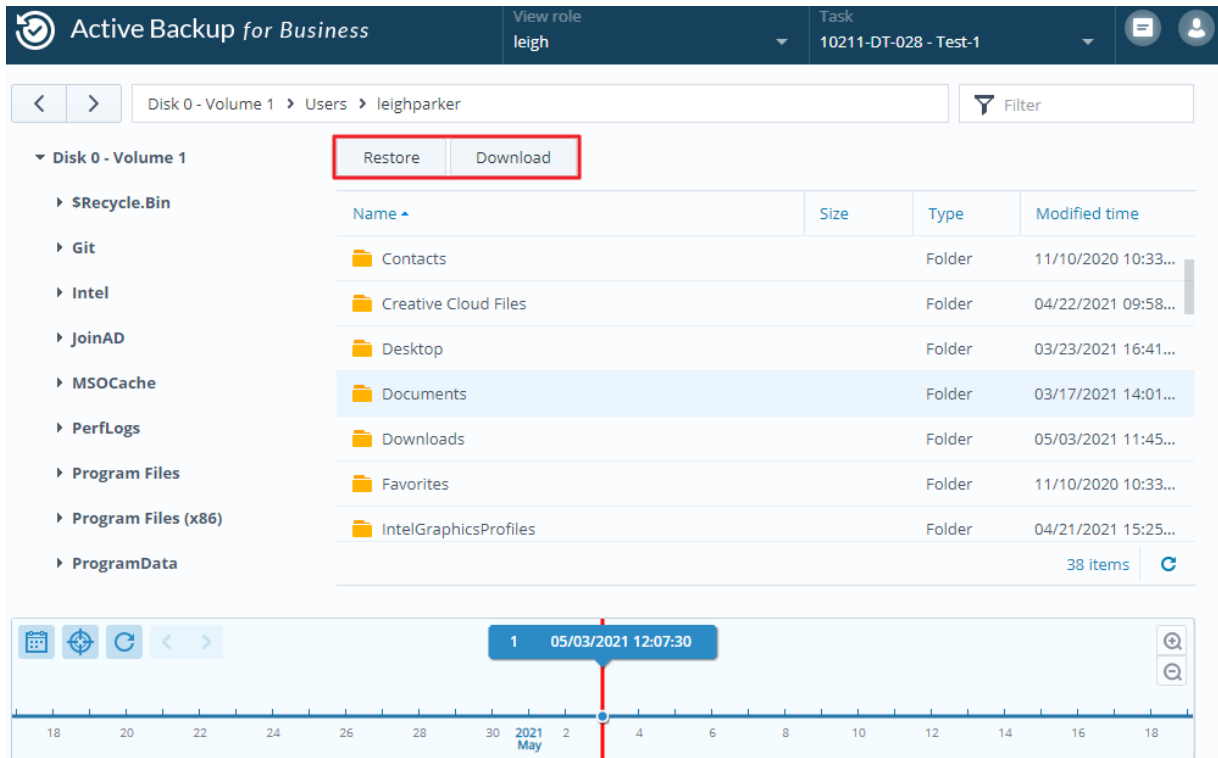 Active Backup for Business
View role
leigh
Task
10211-DT-028 - Test-1
Disk 0 - Volume 1 > Users > leighparker
Filter
Disk 0 - Volume 1
$Recycle.Bin
Git
Intel
JoinAD
MSOCache
PerfLogs
Program Files
Program Files (x86)
ProgramData
Restore Download
Name Size Type Modified time
Contacts Folder 11/10/2020 10:33...
Creative Cloud Files Folder 04/22/2021 09:58...
Desktop Folder 03/23/2021 16:41...
Documents Folder 03/17/2021 14:01...
Downloads Folder 05/03/2021 11:45...
Favorites Folder 11/10/2020 10:33...
IntelGraphicsProfiles Folder 04/21/2021 15:25...
38 items
1 05/03/2021 12:07:30
18 20 22 24 26 28 30 2021 2 4 6 8 10 12 14 16 18
May